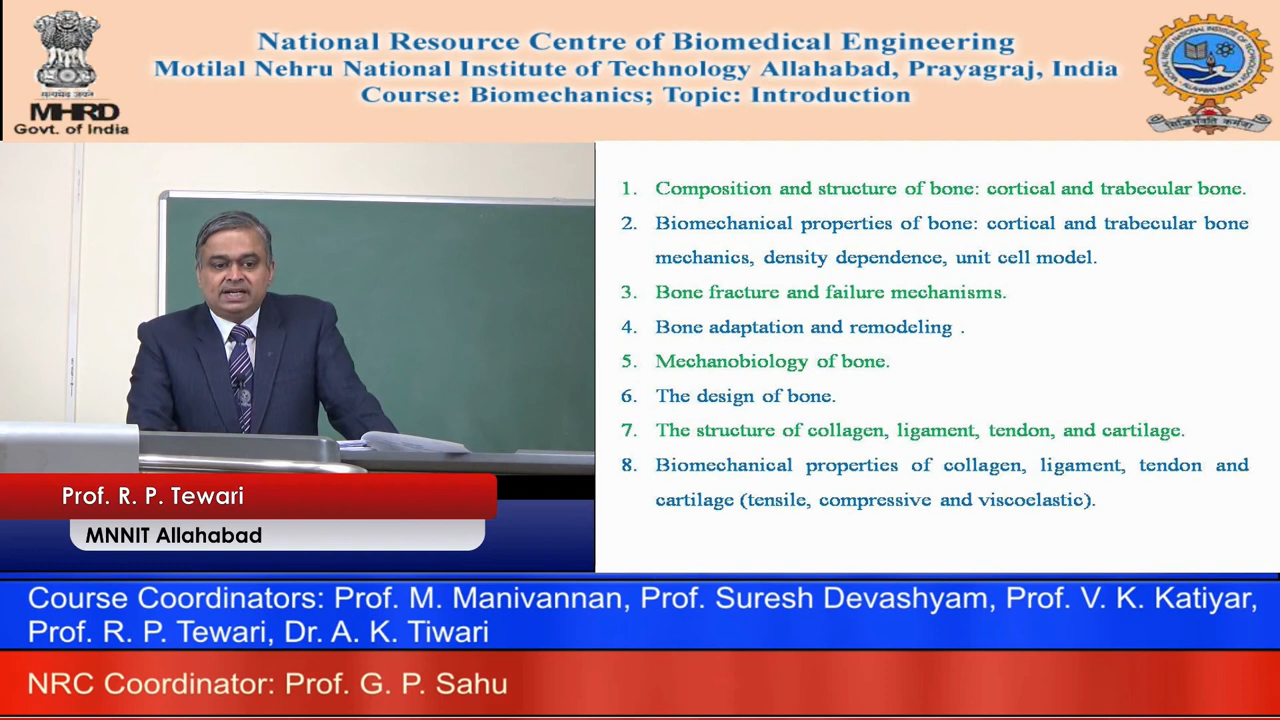 National Resource Centre of Biomedical Engineering
Motilal Nehru National Institute of Technology Allahabad, Prayagraj, India
Course: Biomechanics; Topic: Introduction
सत्यमेव जयते
MHRD
Govt. of India
1. Composition and structure of bone: cortical and trabecular bone.
2. Biomechanical properties of bone: cortical and trabecular bone
mechanics, density dependence, unit cell model.
3. Bone fracture and failure mechanisms.
4. Bone adaptation and remodeling .
5. Mechanobiology of bone.
6. The design of bone.
7. The structure of collagen, ligament, tendon, and cartilage.
8. Biomechanical properties of collagen, ligament, tendon and
cartilage (tensile, compressive and viscoelastic).
Prof. R. P. Tewari
MNNIT Allahabad
Course Coordinators: Prof. M. Manivannan, Prof. Suresh Devashyam, Prof. V. K. Katiyar,
Prof. R. P. Tewari, Dr. A. K. Tiwari
NRC Coordinator: Prof. G. P. Sahu